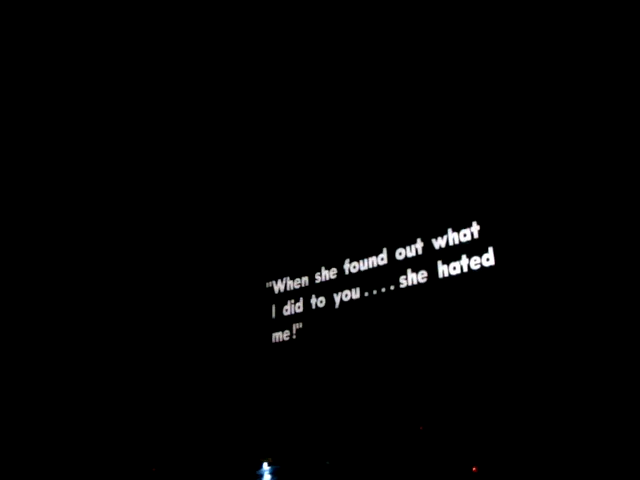 "When she found out what
I did to you....she hated
me!"